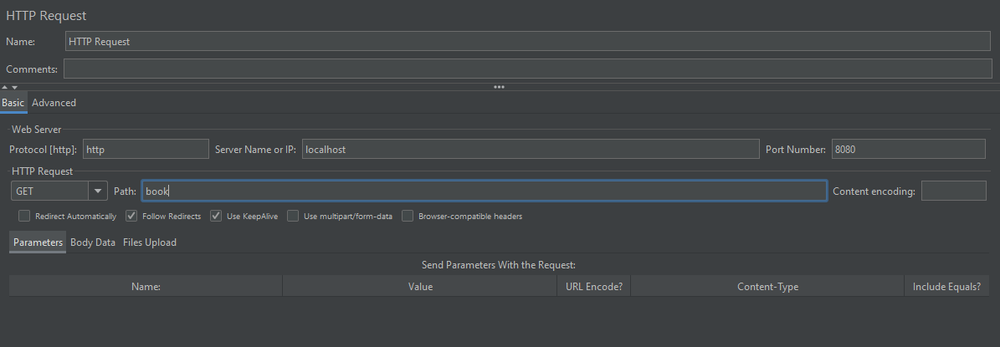 HTTP Request
Name: HTTP Request
Comments:
Basic Advanced
Web Server
Protocol [http]: http Server Name or IP: localhost Port Number: 8080
HTTP Request
GET Path: book Content encoding:
Redirect Automatically Follow Redirects Use KeepAlive Use multipart/form-data Browser-compatible headers
Parameters Body Data Files Upload
Send Parameters With the Request:
Name: Value URL Encode? Content-Type Include Equals?